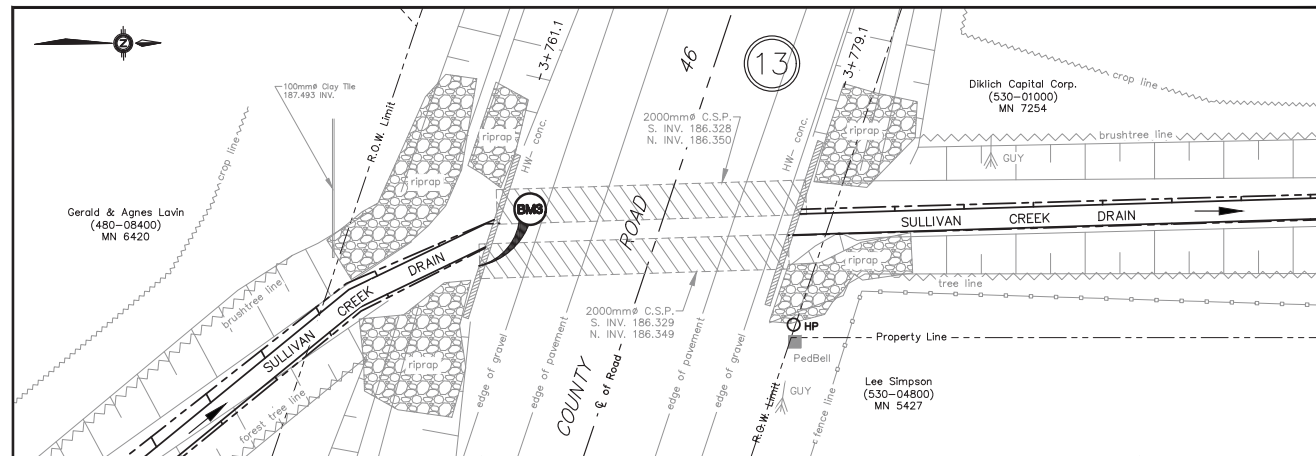 Z
100mmø Clay Tile
187.493 INV.
R.O.W. Limit
crop line
Gerald & Agnes Lavin
(480-08400)
MN 6420
brushtree line
SULLIVAN CREEK DRAIN
forest tree line
riprap
riprap
riprap
3+761.1
HW- conc.
BM3
edge of gravel
edge of pavement
COUNTY ROAD 46
℄ of Road
2000mmø C.S.P.
S. INV. 186.328
N. INV. 186.350
2000mmø C.S.P.
S. INV. 186.329
N. INV. 186.349
edge of pavement
edge of gravel
13
3+779.1
HW- conc.
riprap
riprap
Diklich Capital Corp.
(530-01000)
MN 7254
crop line
brushtree line
GUY
SULLIVAN CREEK DRAIN
tree line
HP
PedBell
Property Line
GUY
R.O.W. Limit
fence line
Lee Simpson
(530-04800)
MN 5427